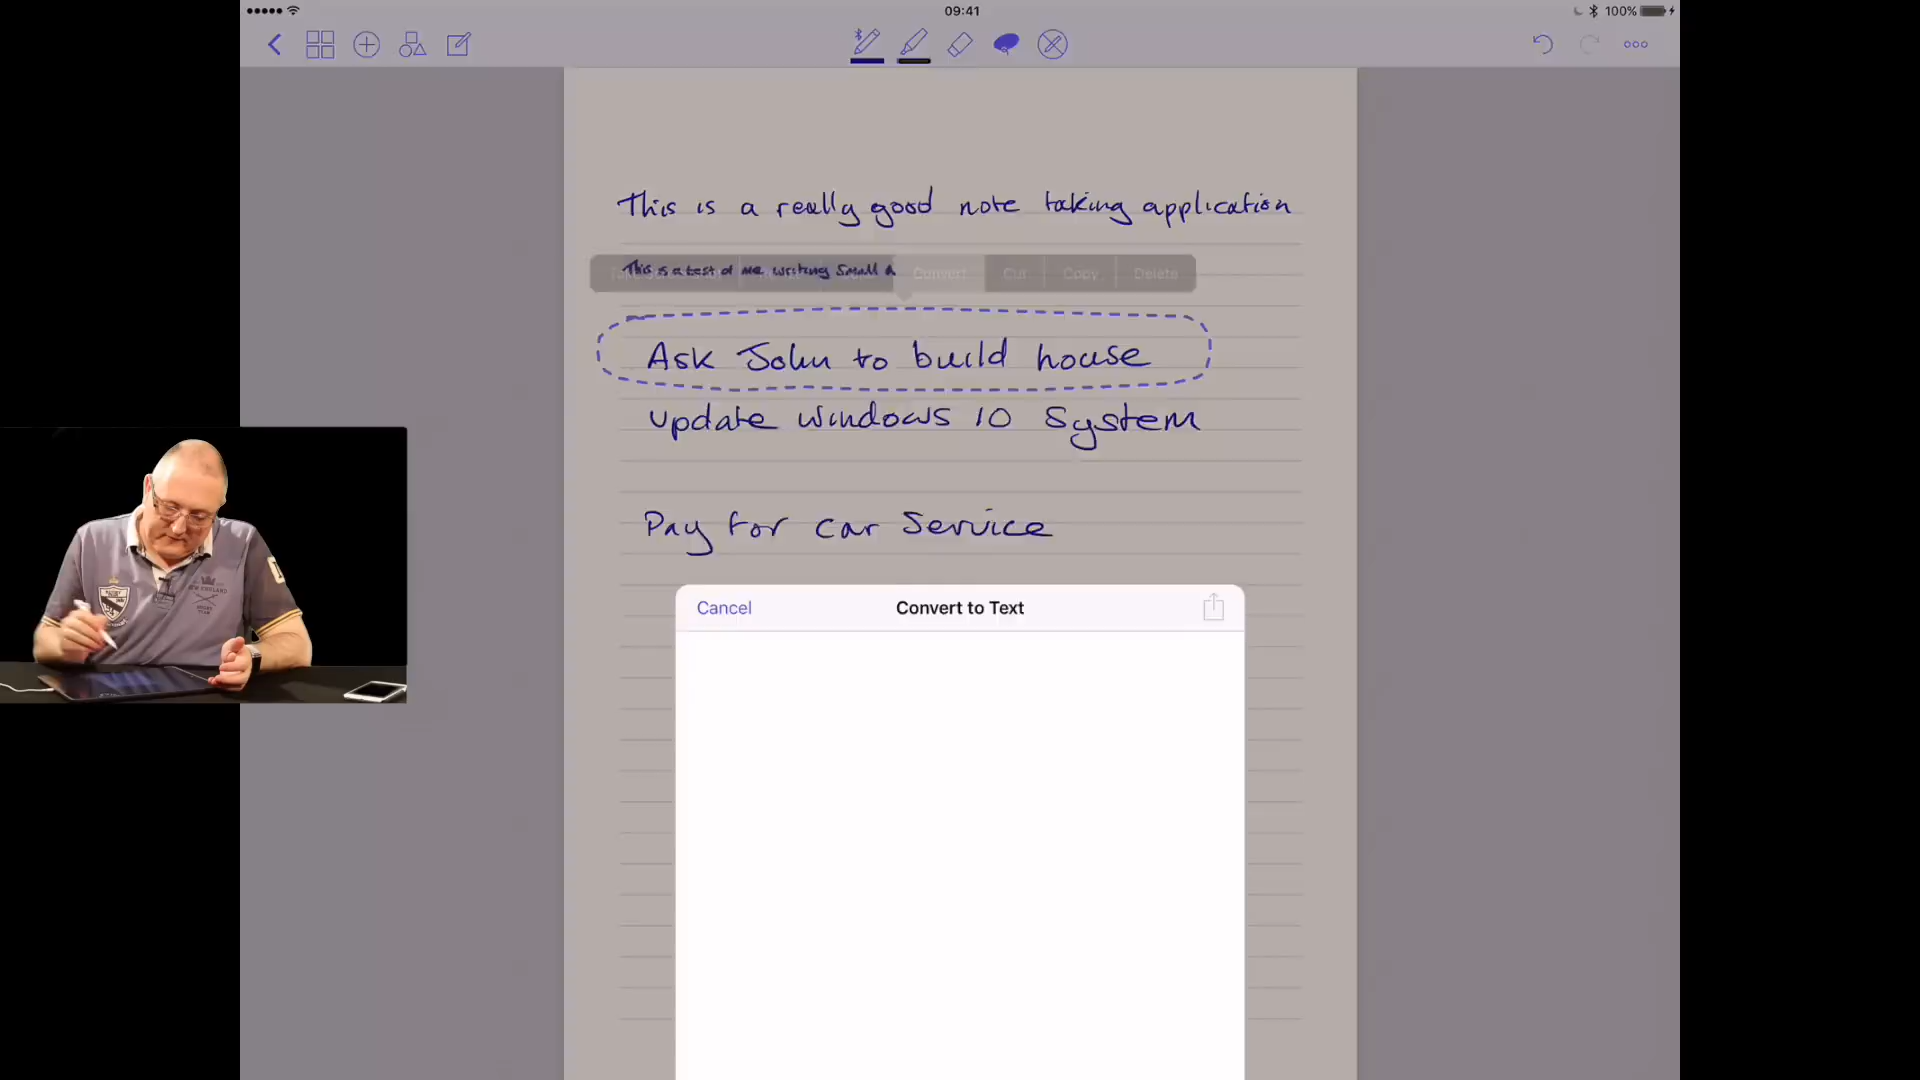 09:41
100%
This is a really good note taking application
This is a test of me writing small
Convert Cut Copy Delete
Ask John to build house
update windows 10 System
Pay for car Service
Cancel Convert to Text